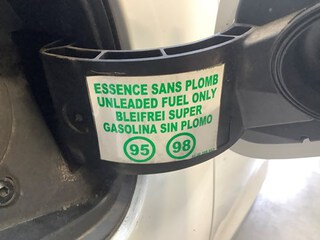 ESSENCE SANS PLOMB
UNLEADED FUEL ONLY
BLEIFREI SUPER
GASOLINA SIN PLOMO
95 98